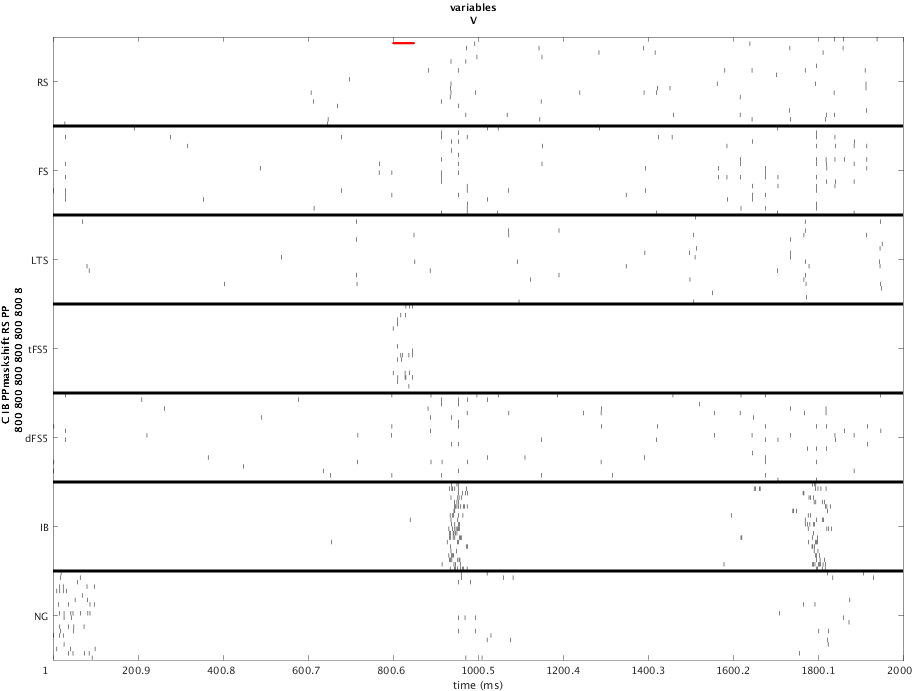 variables
V
C IB PPmaskshift RS PP
800 800 800 800 800 800 8
RS
FS
LTS
tFS5
dFS5
IB
NG
1 200.9 400.8 600.7 800.6 1000.5 1200.4 1400.3 1600.2 1800.1 2000
time (ms)